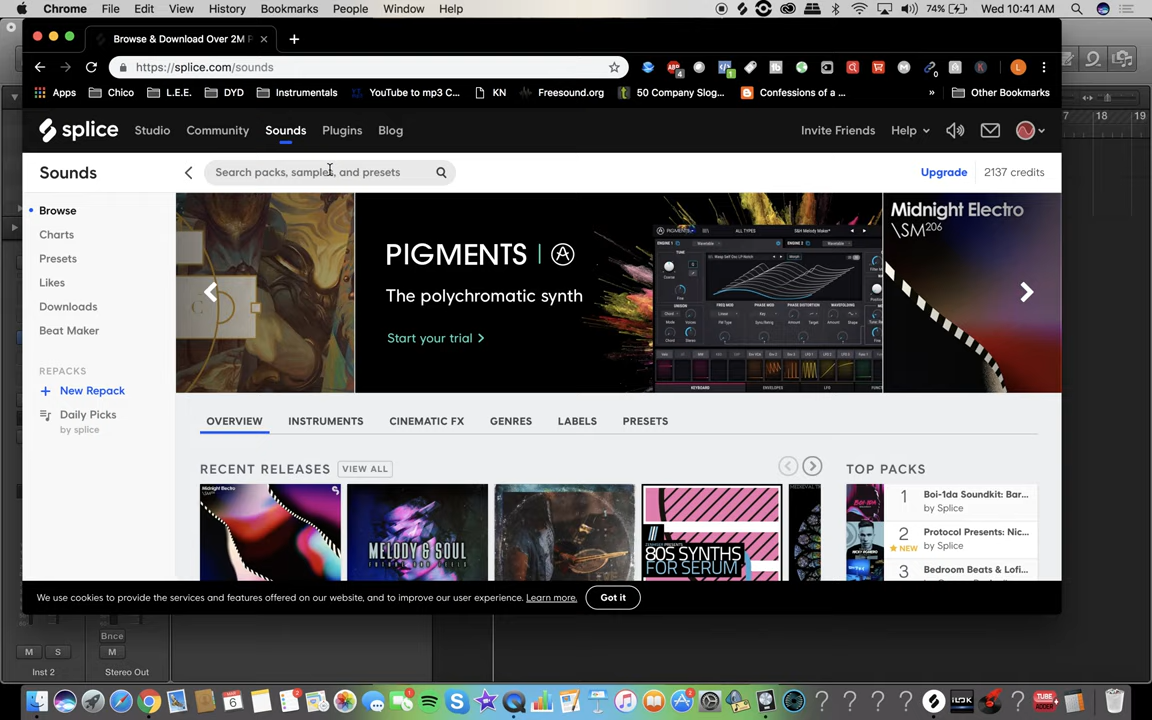 Chrome File Edit View History Bookmarks People Window Help 74% Wed 10:41 AM
Browse & Download Over 2M
https://splice.com/sounds
Apps Chico L.E.E. DYD Instrumentals YouTube to mp3 C... KN Freesound.org 50 Company Slog... Confessions of a ... » Other Bookmarks
17 18 19
splice Studio Community Sounds Plugins Blog Invite Friends Help
Sounds
Search packs, samples, and presets
Upgrade 2137 credits
Browse
Charts
Presets
Likes
Downloads
Beat Maker
REPACKS
+ New Repack
Daily Picks
by splice
PIGMENTS
The polychromatic synth
Start your trial >
Midnight Electro
\SM206
OVERVIEW INSTRUMENTS CINEMATIC FX GENRES LABELS PRESETS
RECENT RELEASES VIEW ALL
Midnight Electro
MELODY & SOUL
80S SYNTHS
FOR SERUM
TOP PACKS
1 Boi-1da Soundkit: Bar...
by Splice
2 Protocol Presents: Nic...
NEW by Splice
3 Bedroom Beats & Lofi...
We use cookies to provide the services and features offered on our website, and to improve our user experience. Learn more. Got it
Bnce
M S M
Inst 2 Stereo Out